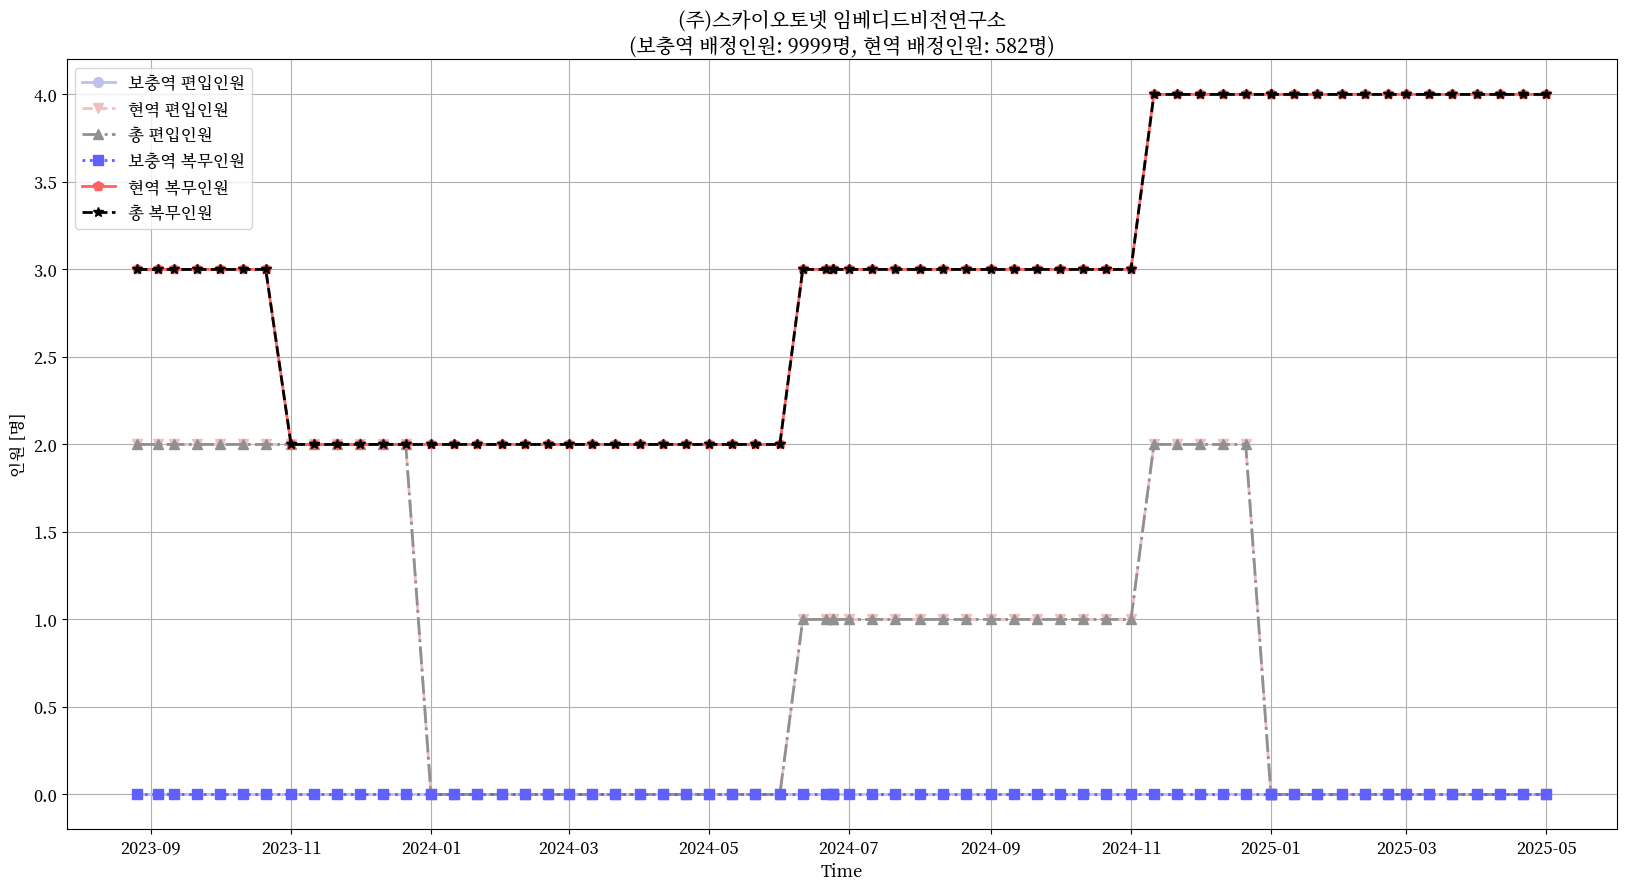 (주)스카이오토넷 임베디드비전연구소
(보충역 배정인원: 9999명, 현역 배정인원: 582명)
보충역 편입인원
현역 편입인원
총 편입인원
보충역 복무인원
현역 복무인원
총 복무인원
4.0
3.5
3.0
2.5
2.0
1.5
1.0
0.5
0.0
인원 [명]
2023-09 2023-11 2024-01 2024-03 2024-05 2024-07 2024-09 2024-11 2025-01 2025-03 2025-05
Time